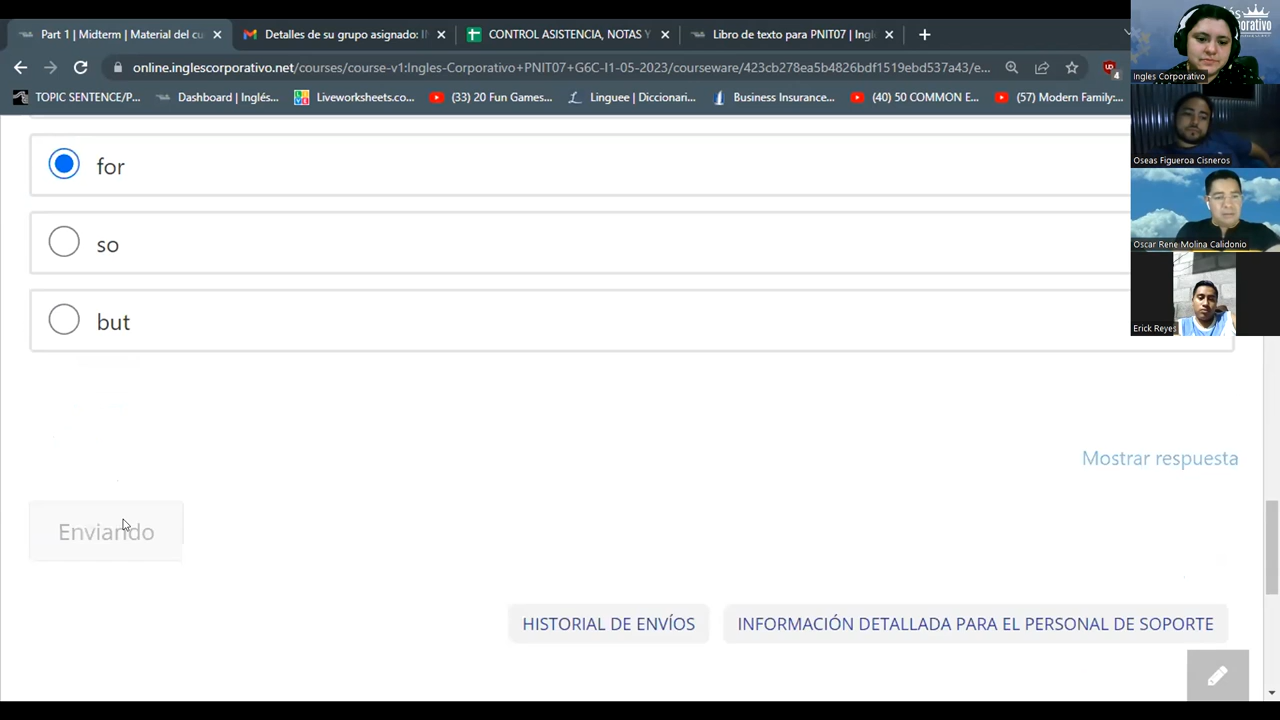 Part 1 | Midterm | Material del cu
Detalles de su grupo asignado: I
CONTROL ASISTENCIA, NOTAS Y
Libro de texto para PNIT07 | Ingl
online.inglescorporativo.net/courses/course-v1:Ingles-Corporativo+PNIT07+G6C-I1-05-2023/courseware/423cb278ea5b4826bdf1519ebd537a43/e...
TOPIC SENTENCE/P...
Dashboard | Inglés...
Liveworksheets.co...
(33) 20 Fun Games...
Linguee | Diccionari...
Business Insurance...
(40) 50 COMMON E...
(57) Modern Family:...
4
Ingles Corporativo
Oseas Figueroa Cisneros
Oscar Rene Molina Calidonio
Erick Reyes
for
so
but
Mostrar respuesta
Enviando
HISTORIAL DE ENVÍOS
INFORMACIÓN DETALLADA PARA EL PERSONAL DE SOPORTE